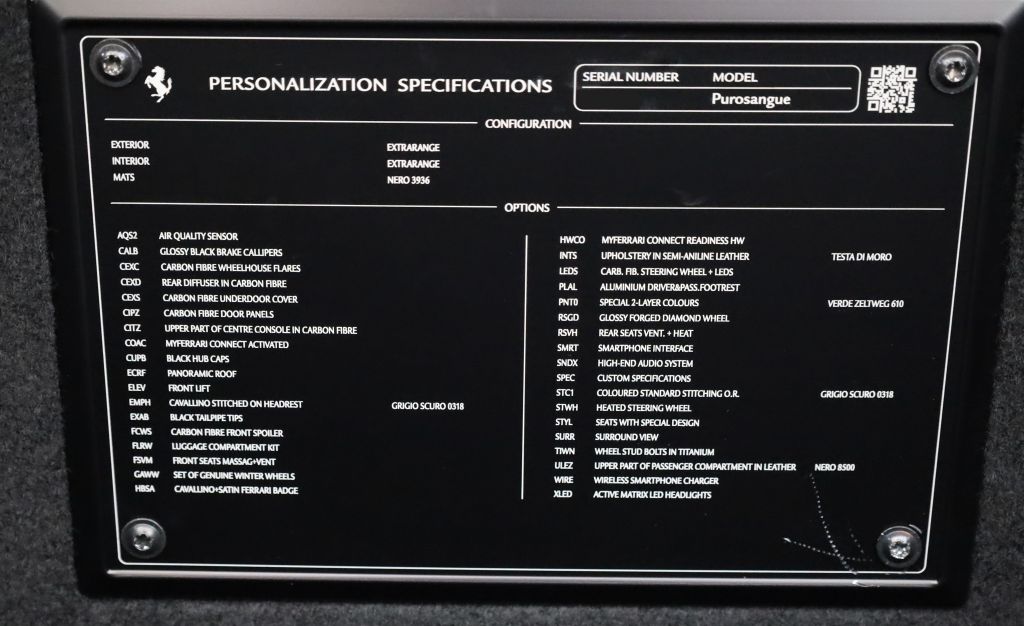 PERSONALIZATION SPECIFICATIONS
SERIAL NUMBER MODEL
Purosangue
CONFIGURATION
EXTERIOR EXTRARANGE
INTERIOR EXTRARANGE
MATS NERO 3936
OPTIONS
AQS2 AIR QUALITY SENSOR
CALB GLOSSY BLACK BRAKE CALLIPERS
CEXC CARBON FIBRE WHEELHOUSE FLARES
CEXD REAR DIFFUSER IN CARBON FIBRE
CEXS CARBON FIBRE UNDERDOOR COVER
CIPZ CARBON FIBRE DOOR PANELS
CITZ UPPER PART OF CENTRE CONSOLE IN CARBON FIBRE
COAC MYFERRARI CONNECT ACTIVATED
CUPB BLACK HUB CAPS
ECRF PANORAMIC ROOF
ELEV FRONT LIFT
EMPH CAVALLINO STITCHED ON HEADREST GRIGIO SCURO 0318
EXAB BLACK TAILPIPE TIPS
FCWS CARBON FIBRE FRONT SPOILER
FLRW LUGGAGE COMPARTMENT KIT
FSVM FRONT SEATS MASSAG+VENT
GAWW SET OF GENUINE WINTER WHEELS
HBSA CAVALLINO+SATIN FERRARI BADGE
HWCO MYFERRARI CONNECT READINESS HW
INTS UPHOLSTERY IN SEMI-ANILINE LEATHER TESTA DI MORO
LEDS CARB. FIB. STEERING WHEEL + LEDS
PLAL ALUMINIUM DRIVER&PASS.FOOTREST
PNT0 SPECIAL 2-LAYER COLOURS VERDE ZELTWEG 610
RSGD GLOSSY FORGED DIAMOND WHEEL
RSVH REAR SEATS VENT. + HEAT
SMRT SMARTPHONE INTERFACE
SNDX HIGH-END AUDIO SYSTEM
SPEC CUSTOM SPECIFICATIONS
STC1 COLOURED STANDARD STITCHING O.R. GRIGIO SCURO 0318
STWH HEATED STEERING WHEEL
STYL SEATS WITH SPECIAL DESIGN
SURR SURROUND VIEW
TIWN WHEEL STUD BOLTS IN TITANIUM
ULEZ UPPER PART OF PASSENGER COMPARTMENT IN LEATHER NERO 8500
WIRE WIRELESS SMARTPHONE CHARGER
XLED ACTIVE MATRIX LED HEADLIGHTS